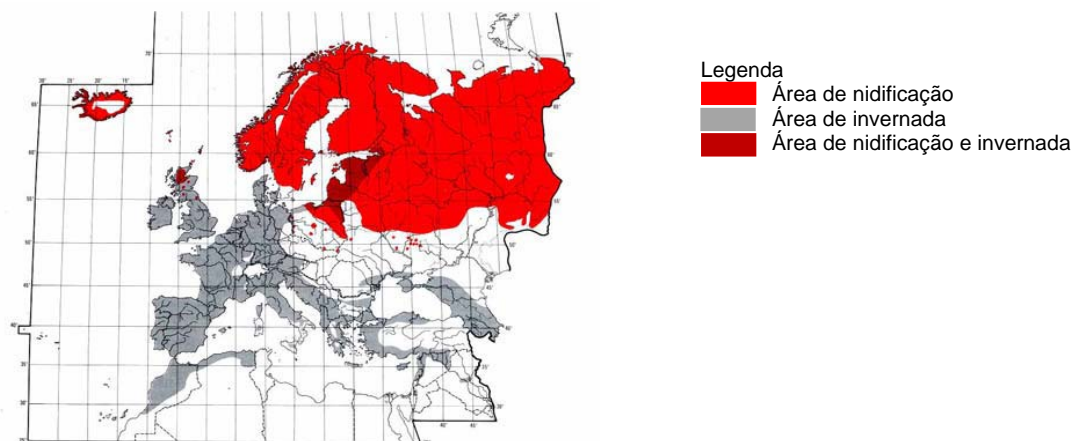 Legenda
Área de nidificação
Área de invernada
Área de nidificação e invernada